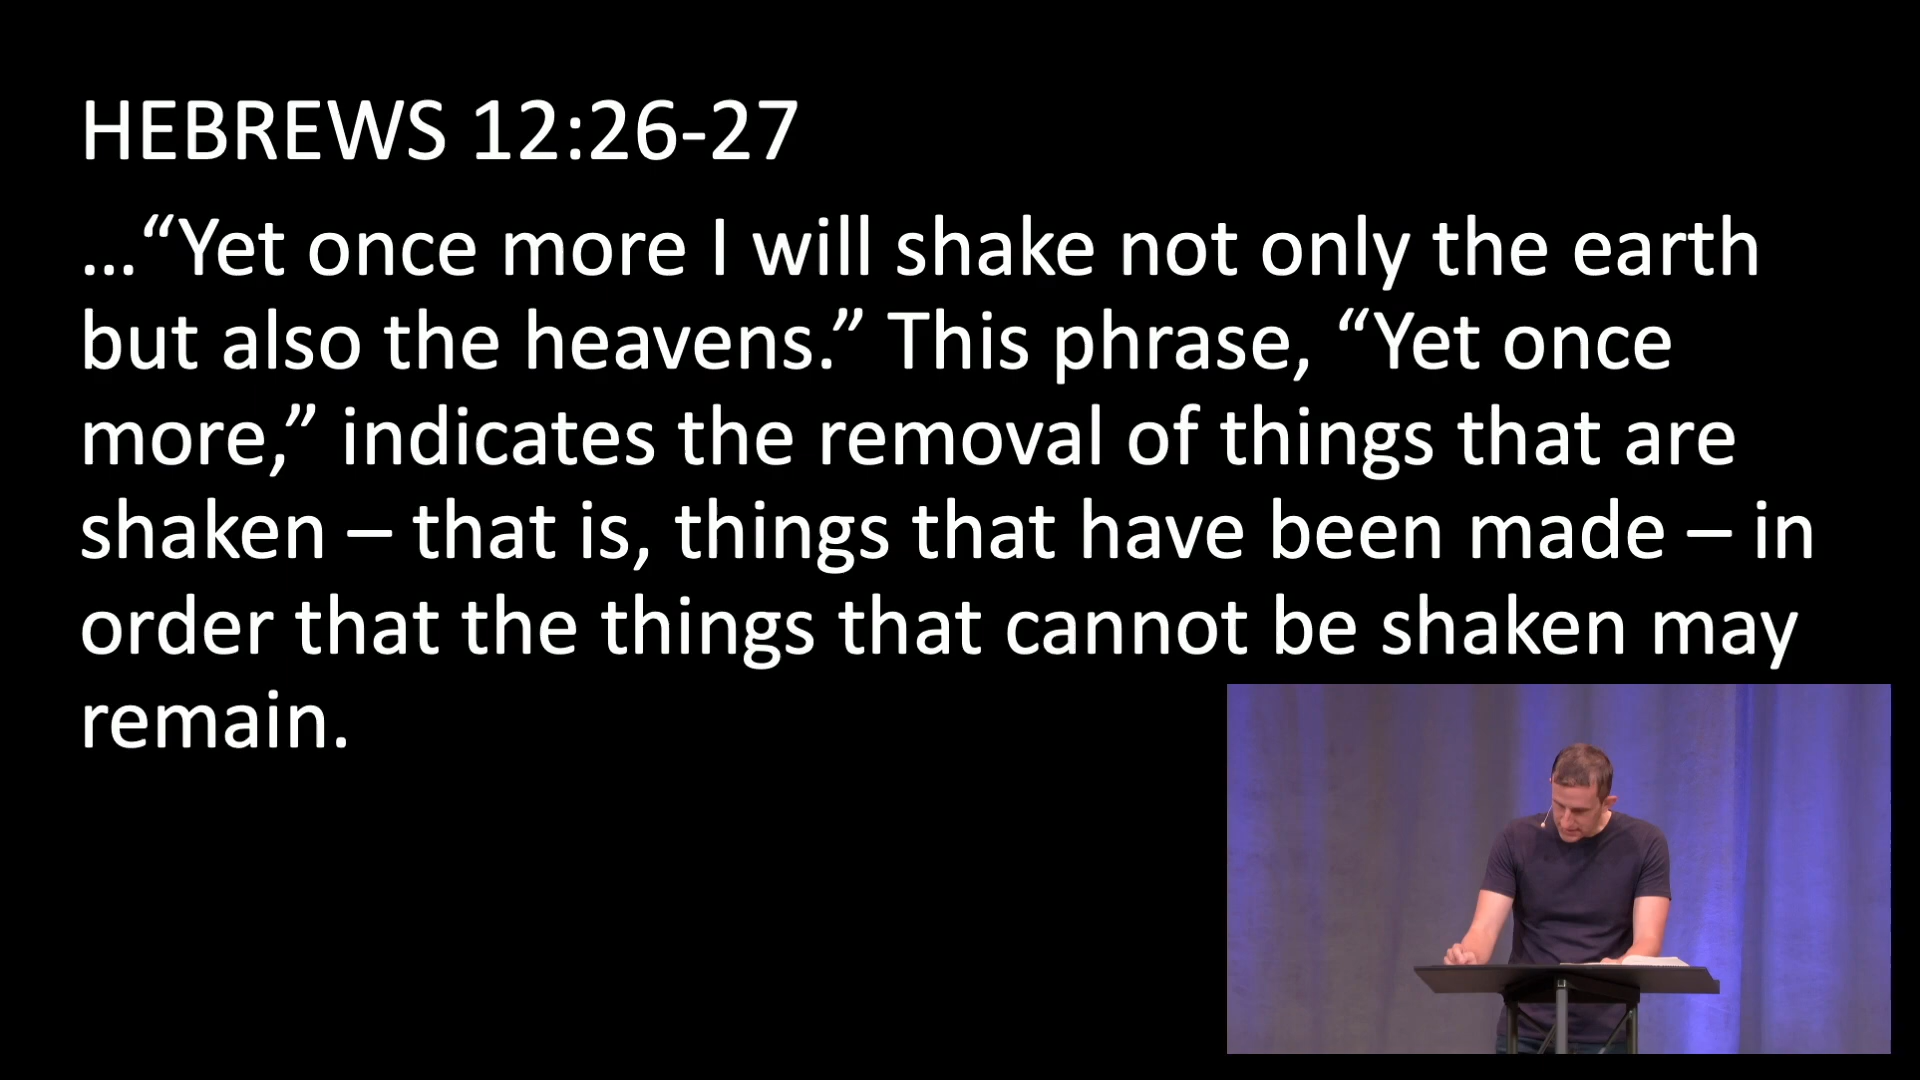 HEBREWS 12:26-27
…“Yet once more I will shake not only the earth
but also the heavens.” This phrase, “Yet once
more,” indicates the removal of things that are
shaken – that is, things that have been made – in
order that the things that cannot be shaken may
remain.